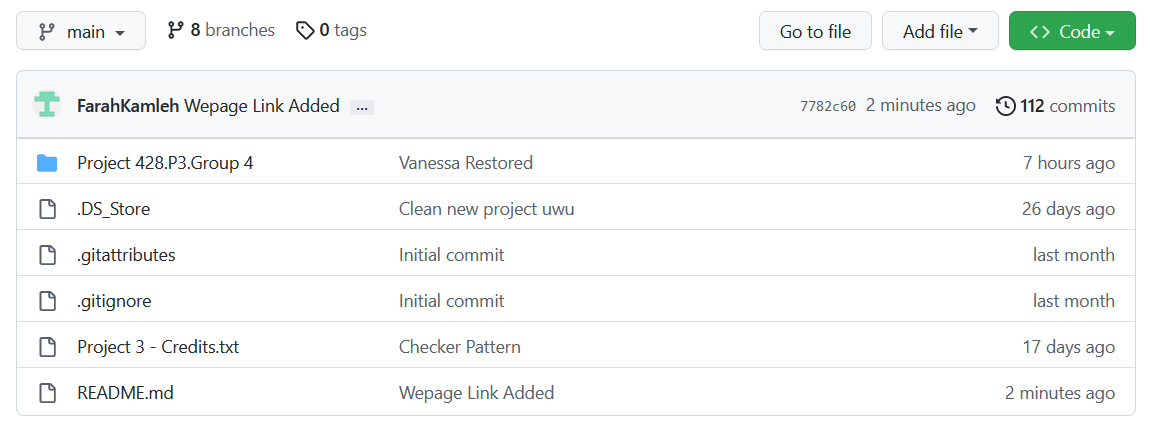 main 8 branches 0 tags Go to file Add file Code
FarahKamleh Wepage Link Added ... 7782c60 2 minutes ago 112 commits
Project 428.P3.Group 4 Vanessa Restored 7 hours ago
.DS_Store Clean new project uwu 26 days ago
.gitattributes Initial commit last month
.gitignore Initial commit last month
Project 3 - Credits.txt Checker Pattern 17 days ago
README.md Wepage Link Added 2 minutes ago